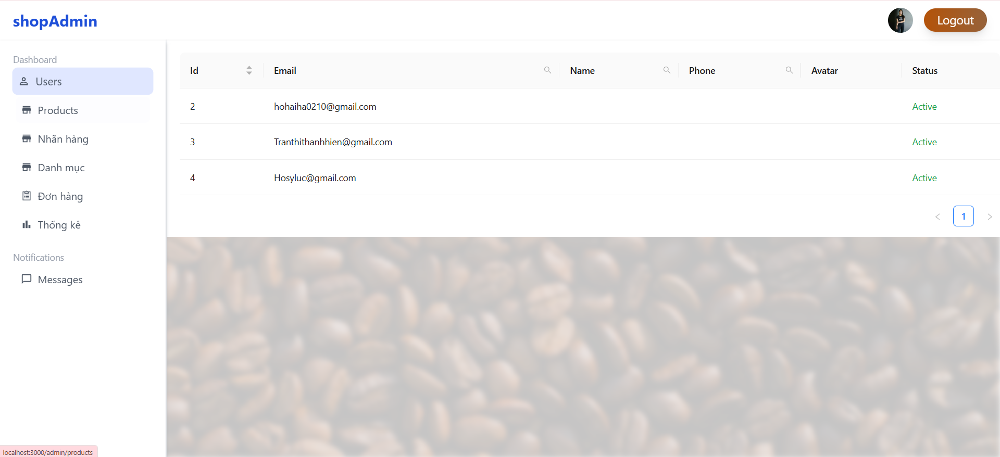 shopAdmin
Logout
Dashboard
Users
Products
Nhãn hàng
Danh mục
Đơn hàng
Thống kê
Notifications
Messages
Id Email Name Phone Avatar Status
2 hohaiha0210@gmail.com Active
3 Tranthithanhhien@gmail.com Active
4 Hosyluc@gmail.com Active
1
localhost:3000/admin/products